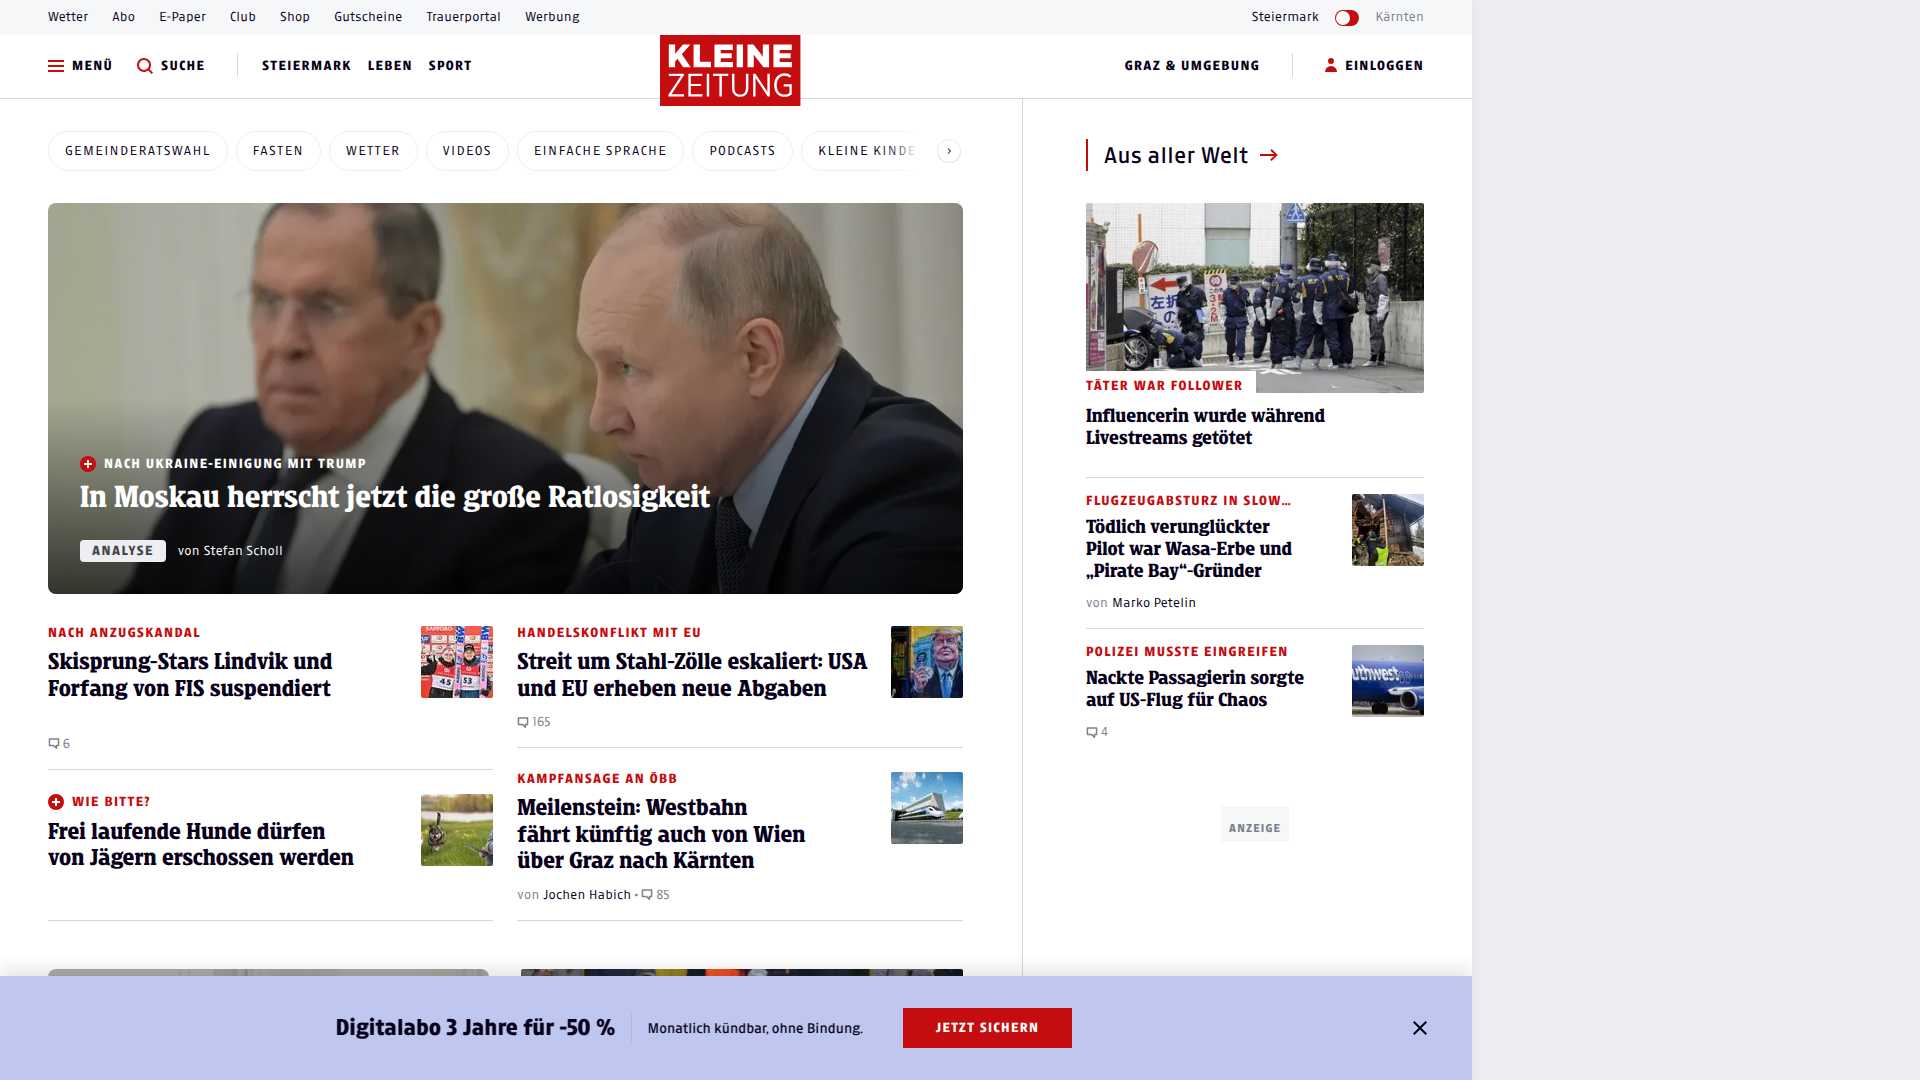 Wetter
Abo
E-Paper
Club
Shop
Gutscheine
Trauerportal
Werbung
Steiermark
Kärnten
MENÜ
SUCHE
STEIERMARK
LEBEN
SPORT
KLEINE
ZEITUNG
GRAZ & UMGEBUNG
EINLOGGEN
GEMEINDERATSWAHL
FASTEN
WETTER
VIDEOS
EINFACHE SPRACHE
PODCASTS
KLEINE KINDE
NACH UKRAINE-EINIGUNG MIT TRUMP
In Moskau herrscht jetzt die große Ratlosigkeit
ANALYSE
von Stefan Scholl
NACH ANZUGSKANDAL
Skisprung-Stars Lindvik und
Forfang von FIS suspendiert
6
WIE BITTE?
Frei laufende Hunde dürfen
von Jägern erschossen werden
HANDELSKONFLIKT MIT EU
Streit um Stahl-Zölle eskaliert: USA
und EU erheben neue Abgaben
165
KAMPFANSAGE AN ÖBB
Meilenstein: Westbahn
fährt künftig auch von Wien
über Graz nach Kärnten
von Jochen Habich • 85
Aus aller Welt
TÄTER WAR FOLLOWER
Influencerin wurde während
Livestreams getötet
FLUGZEUGABSTURZ IN SLOW...
Tödlich verunglückter
Pilot war Wasa-Erbe und
„Pirate Bay“-Gründer
von Marko Petelin
POLIZEI MUSSTE EINGREIFEN
Nackte Passagierin sorgte
auf US-Flug für Chaos
4
ANZEIGE
Digitalabo 3 Jahre für -50 %
Monatlich kündbar, ohne Bindung.
JETZT SICHERN